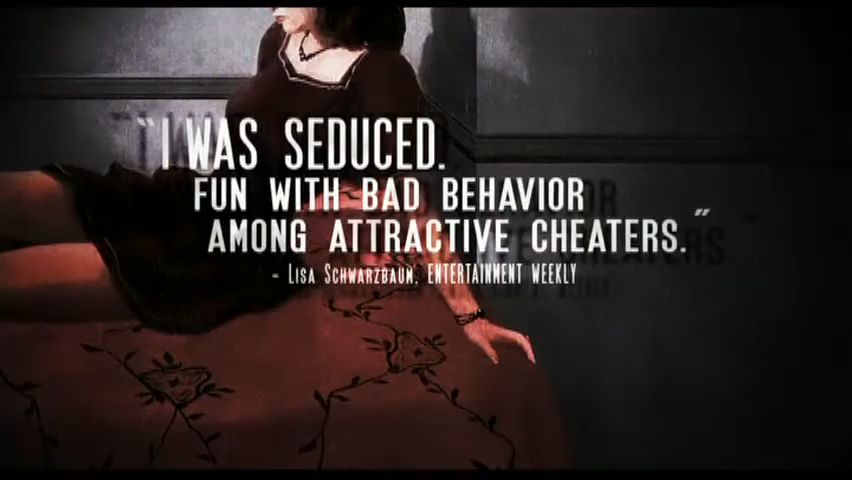 "I WAS SEDUCED.
FUN WITH BAD BEHAVIOR
AMONG ATTRACTIVE CHEATERS."
- LISA SCHWARZBAUM, ENTERTAINMENT WEEKLY